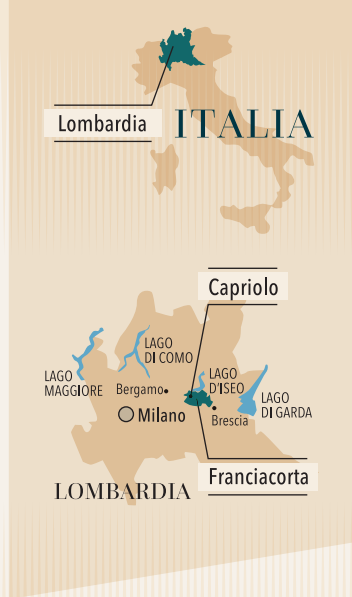 Lombardia
ITALIA
Capriolo
LAGO
DI COMO
LAGO
MAGGIORE
LAGO
D'ISEO
Bergamo
LAGO
DI GARDA
Milano
Brescia
Franciacorta
LOMBARDIA